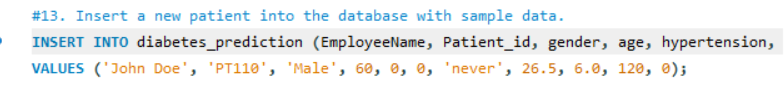 #13. Insert a new patient into the database with sample data.
INSERT INTO diabetes_prediction (EmployeeName, Patient_id, gender, age, hypertension,
VALUES ('John Doe', 'PT110', 'Male', 60, 0, 0, 'never', 26.5, 6.0, 120, 0);